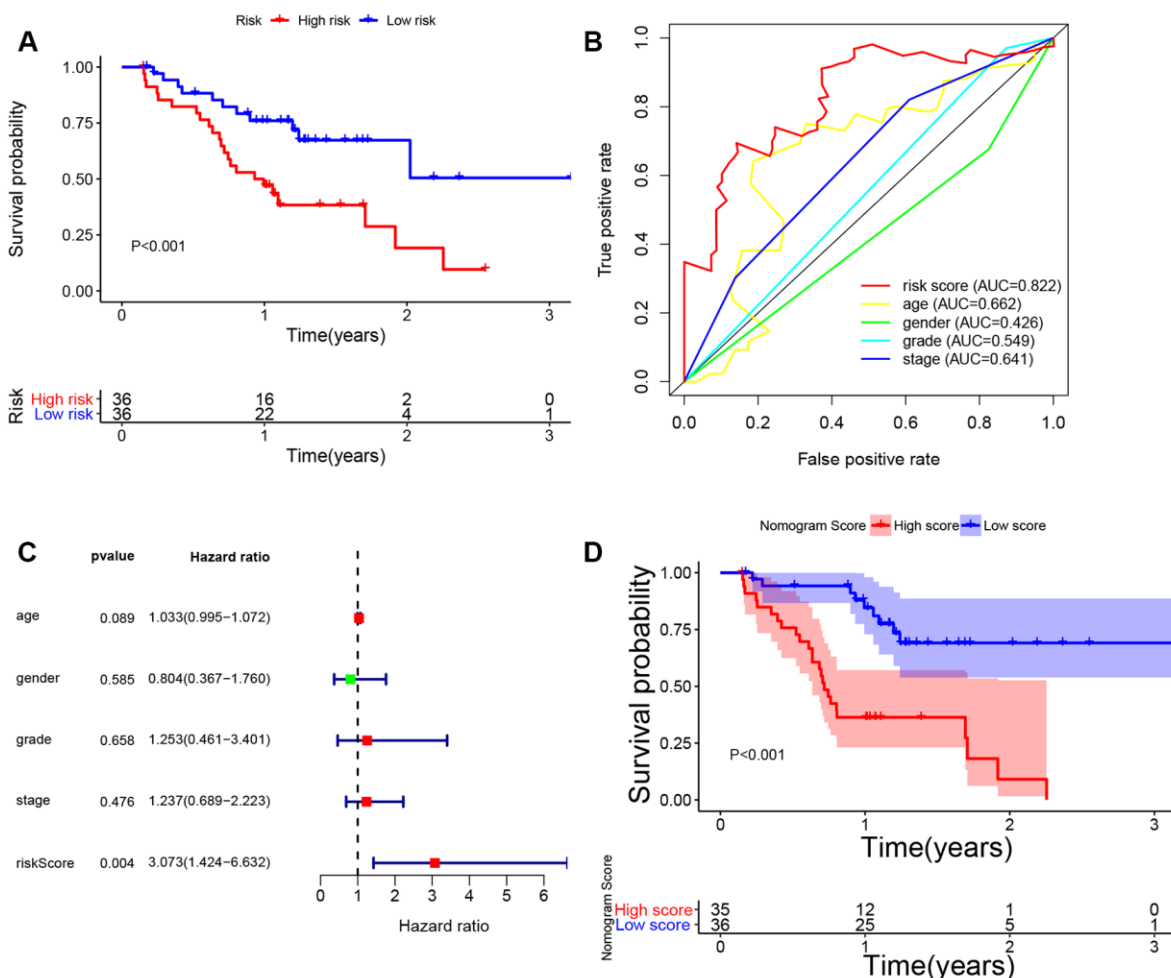 A
Risk High risk Low risk
Survival probability
1.00
0.75
0.50
0.25
0.00
P<0.001
0 1 2 3
Time(years)
Risk
High risk 36 16 2 0
Low risk 36 22 4 1
0 1 2 3
Time(years)
B
True positive rate
1.0
0.8
0.6
0.4
0.2
0.0
risk score (AUC=0.822)
age (AUC=0.662)
gender (AUC=0.426)
grade (AUC=0.549)
stage (AUC=0.641)
0.0 0.2 0.4 0.6 0.8 1.0
False positive rate
C
pvalue Hazard ratio
age 0.089 1.033(0.995−1.072)
gender 0.585 0.804(0.367−1.760)
grade 0.658 1.253(0.461−3.401)
stage 0.476 1.237(0.689−2.223)
riskScore 0.004 3.073(1.424−6.632)
0 1 2 3 4 5 6
Hazard ratio
D
Nomogram Score High score Low score
Survival probability
1.00
0.75
0.50
0.25
0.00
P<0.001
0 1 2 3
Time(years)
Nomogram Score
High score 35 12 1 0
Low score 36 25 5 1
0 1 2 3
Time(years)